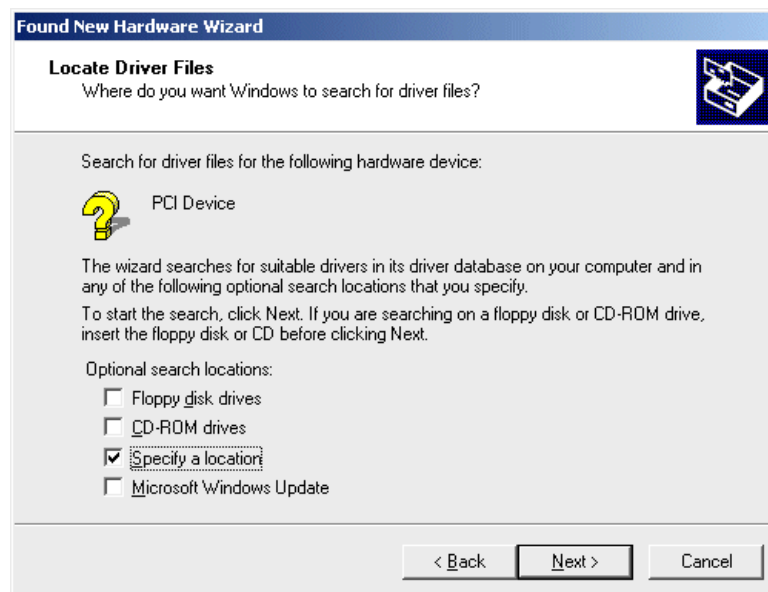 Found New Hardware Wizard
Locate Driver Files
Where do you want Windows to search for driver files?
Search for driver files for the following hardware device:
PCI Device
The wizard searches for suitable drivers in its driver database on your computer and in
any of the following optional search locations that you specify.
To start the search, click Next. If you are searching on a floppy disk or CD-ROM drive,
insert the floppy disk or CD before clicking Next.
Optional search locations:
Floppy disk drives
CD-ROM drives
Specify a location
Microsoft Windows Update
< Back Next > Cancel